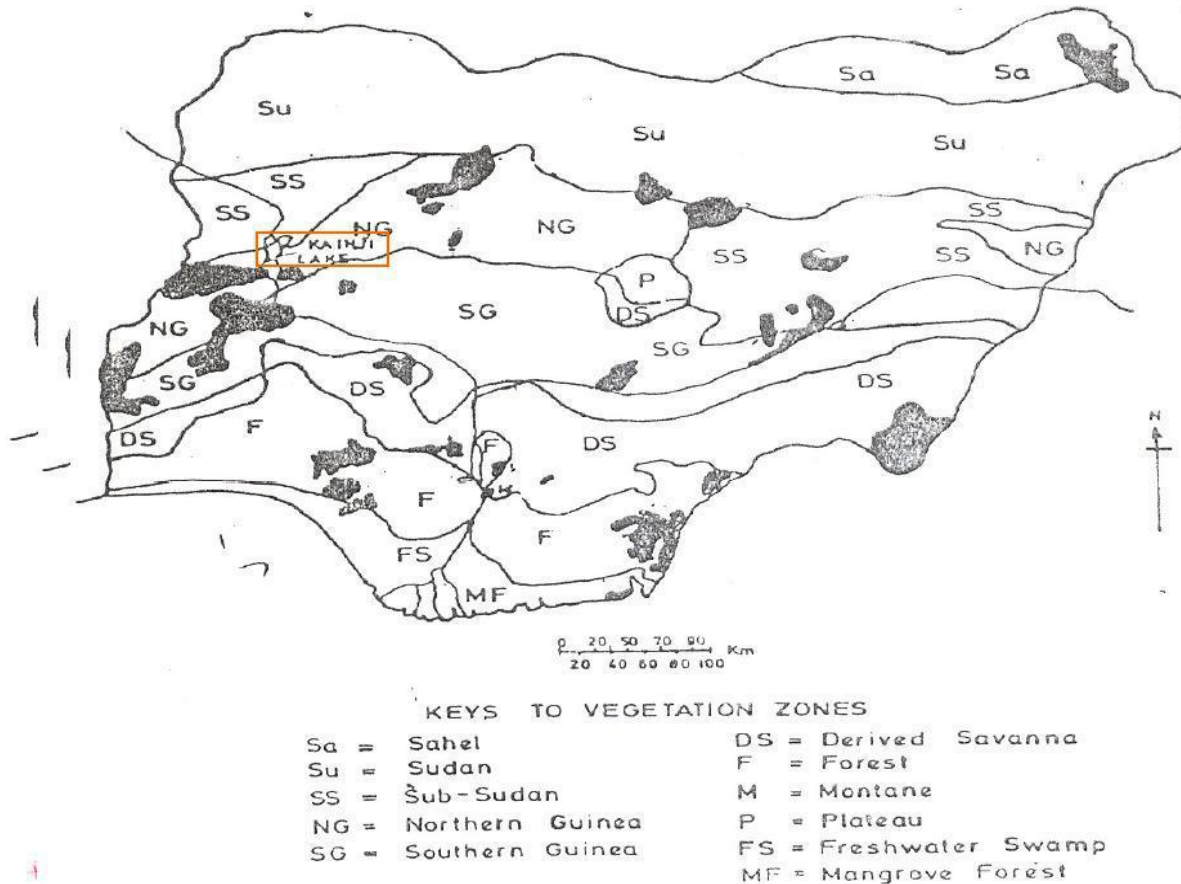 Sa
Sa
Su
Su
Su
SS
SS
SS
NG
NG
SS
SS
NG
KAINJI
LAKE
P
DS
NG
SG
SG
SG
DS
DS
DS
F
F
DS
N
F
F
FS
MF
0 20 50 70 90
Km
20 40 60 80 100
KEYS TO VEGETATION ZONES
Sa = Sahel
Su = Sudan
SS = Sub-Sudan
NG = Northern Guinea
SG = Southern Guinea
DS = Derived Savanna
F = Forest
M = Montane
P = Plateau
FS = Freshwater Swamp
MF = Mangrove Forest